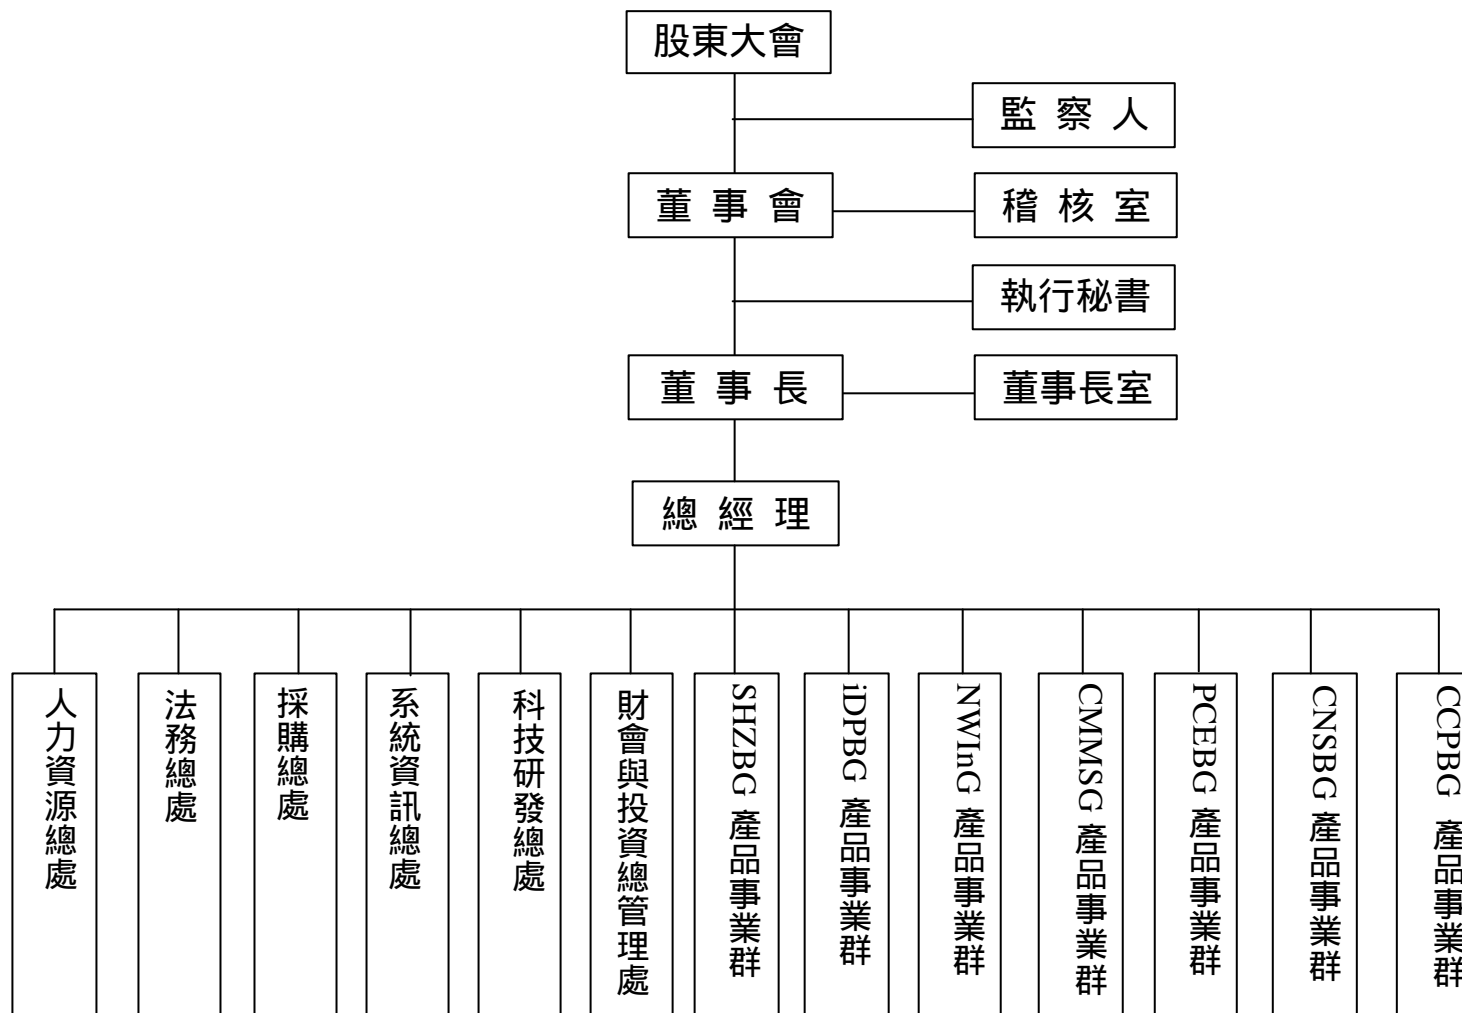 股東大會
監 察 人
董 事 會
稽 核 室
執行秘書
董 事 長
董事長室
總 經 理
人力資源總處
法務總處
採購總處
系統資訊總處
科技研發總處
財會與投資總管理處
SHZBG 產品事業群
iDPBG 產品事業群
NWInG 產品事業群
CMMSG 產品事業群
PCEBG 產品事業群
CNSBG 產品事業群
CCPBG 產品事業群